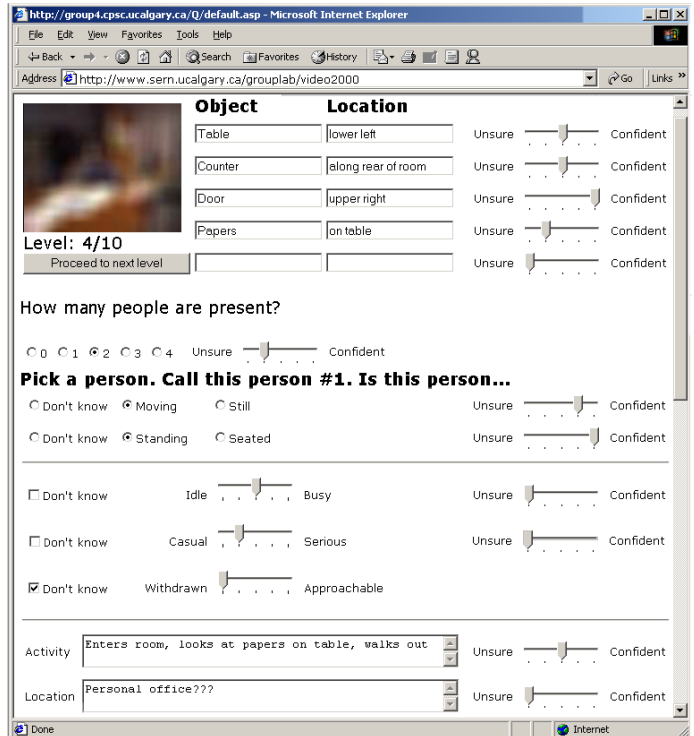 http://group4.cpsc.ucalgary.ca/Q/default.asp - Microsoft Internet Explorer
File Edit View Favorites Tools Help
Back Search Favorites History
Address http://www.sern.ucalgary.ca/grouplab/video2000 Go Links »
Object Location
Table lower left Unsure Confident
Counter along rear of room Unsure Confident
Door upper right Unsure Confident
Papers on table Unsure Confident
Level: 4/10
Proceed to next level Unsure Confident
How many people are present?
0 1 2 3 4 Unsure Confident
Pick a person. Call this person #1. Is this person...
Don't know Moving Still Unsure Confident
Don't know Standing Seated Unsure Confident
Don't know Idle Busy Unsure Confident
Don't know Casual Serious Unsure Confident
Don't know Withdrawn Approachable
Activity Enters room, looks at papers on table, walks out Unsure Confident
Location Personal office??? Unsure Confident
Done Internet